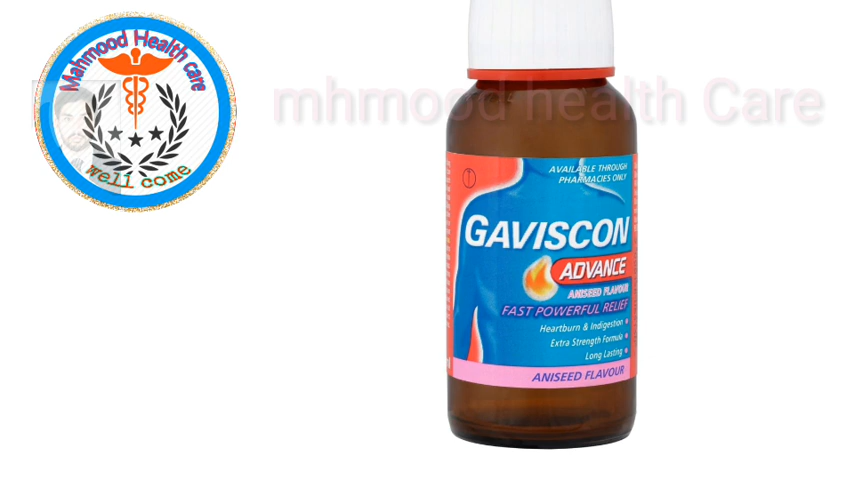 Mahmood Health care
well come
mhmood health Care
AVAILABLE THROUGH
PHARMACIES ONLY
GAVISCON
ADVANCE
ANISEED FLAVOUR
FAST POWERFUL RELIEF
Heartburn & Indigestion
Extra Strength Formula
Long Lasting
ANISEED FLAVOUR